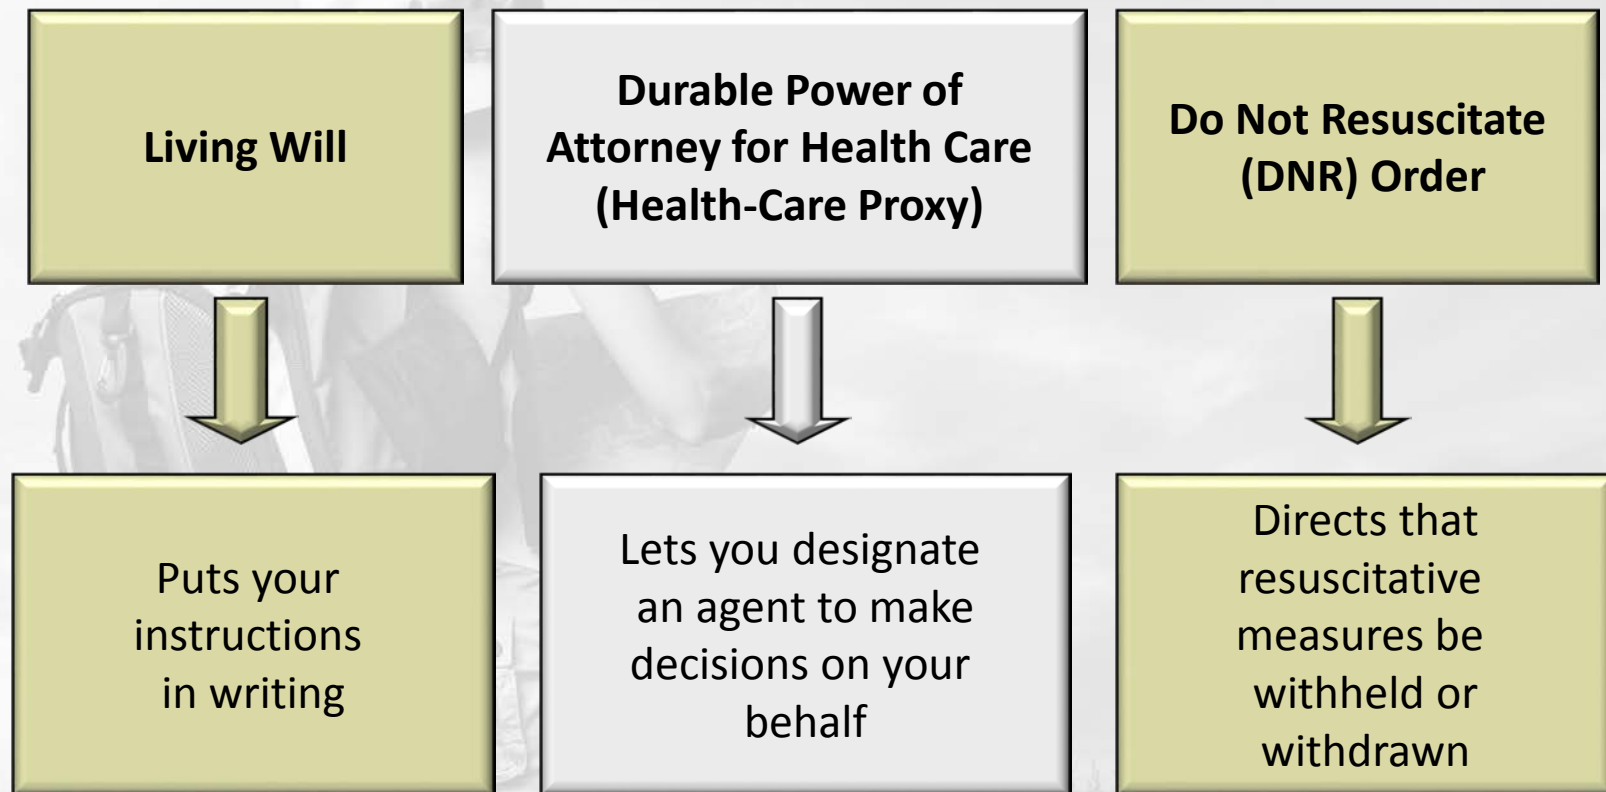 Living Will
Durable Power of
Attorney for Health Care
(Health-Care Proxy)
Do Not Resuscitate
(DNR) Order
Puts your
instructions
in writing
Lets you designate
an agent to make
decisions on your
behalf
Directs that
resuscitative
measures be
withheld or
withdrawn